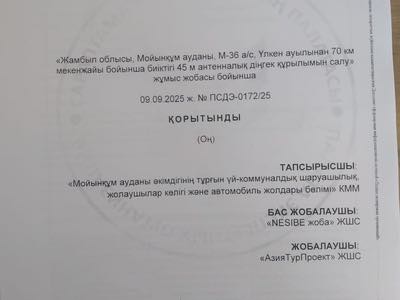 «Жамбыл облысы, Мойынқұм ауданы, М-36 а/с, Үлкен ауылынан 70 км
мекенжайы бойынша биіктігі 45 м антенналық діңгек құрылымын салу»
жұмыс жобасы бойынша
09.09.2025 ж. № ПСДЭ-0172/25
ҚОРЫТЫНДЫ
(Оң)
ТАПСЫРЫСШЫ:
«Мойынқұм ауданы әкімдігінің тұрғын үй-коммуналдық шаруашылық,
жолаушылар көлігі және автомобиль жолдары бөлімі» КММ
БАС ЖОБАЛАУШЫ:
«NESIBE жоба» ЖШС
ЖОБАЛАУШЫ:
«АзияТурПроект» ЖШС